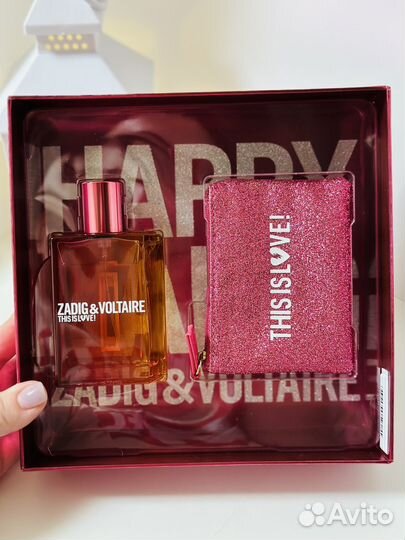 HAPPY
ZADIG & VOLTAIRE
THIS IS LOVE!
THIS IS LOVE!
ZADIG & VOLTAIRE
Avito